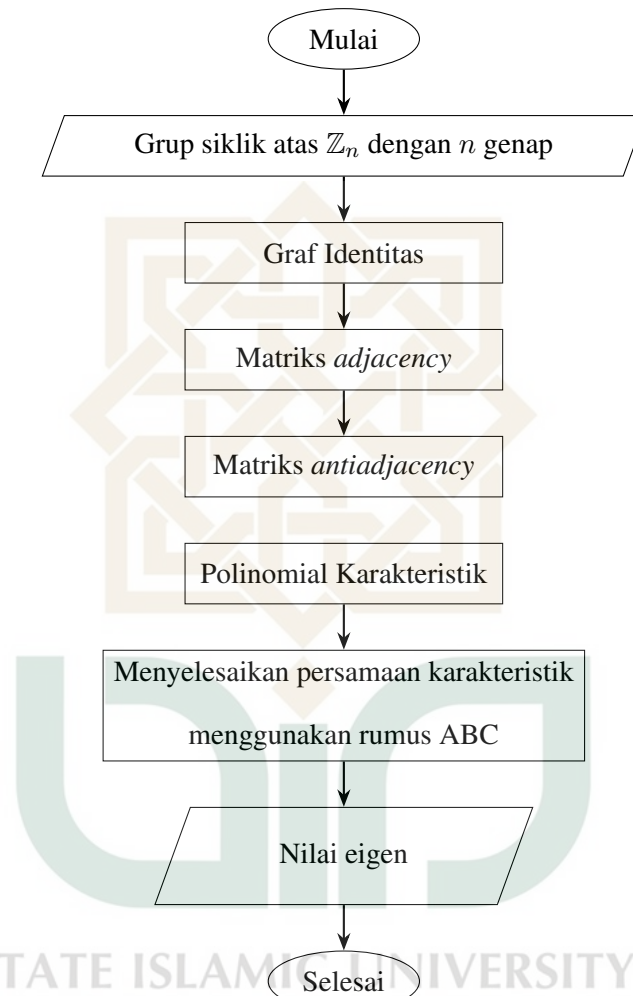 Mulai
Grup siklik atas ℤn dengan n genap
Graf Identitas
Matriks adjacency
Matriks antiadjacency
Polinomial Karakteristik
Menyelesaikan persamaan karakteristik
menggunakan rumus ABC
Nilai eigen
Selesai
TATE ISLAMIC UNIVERSITY